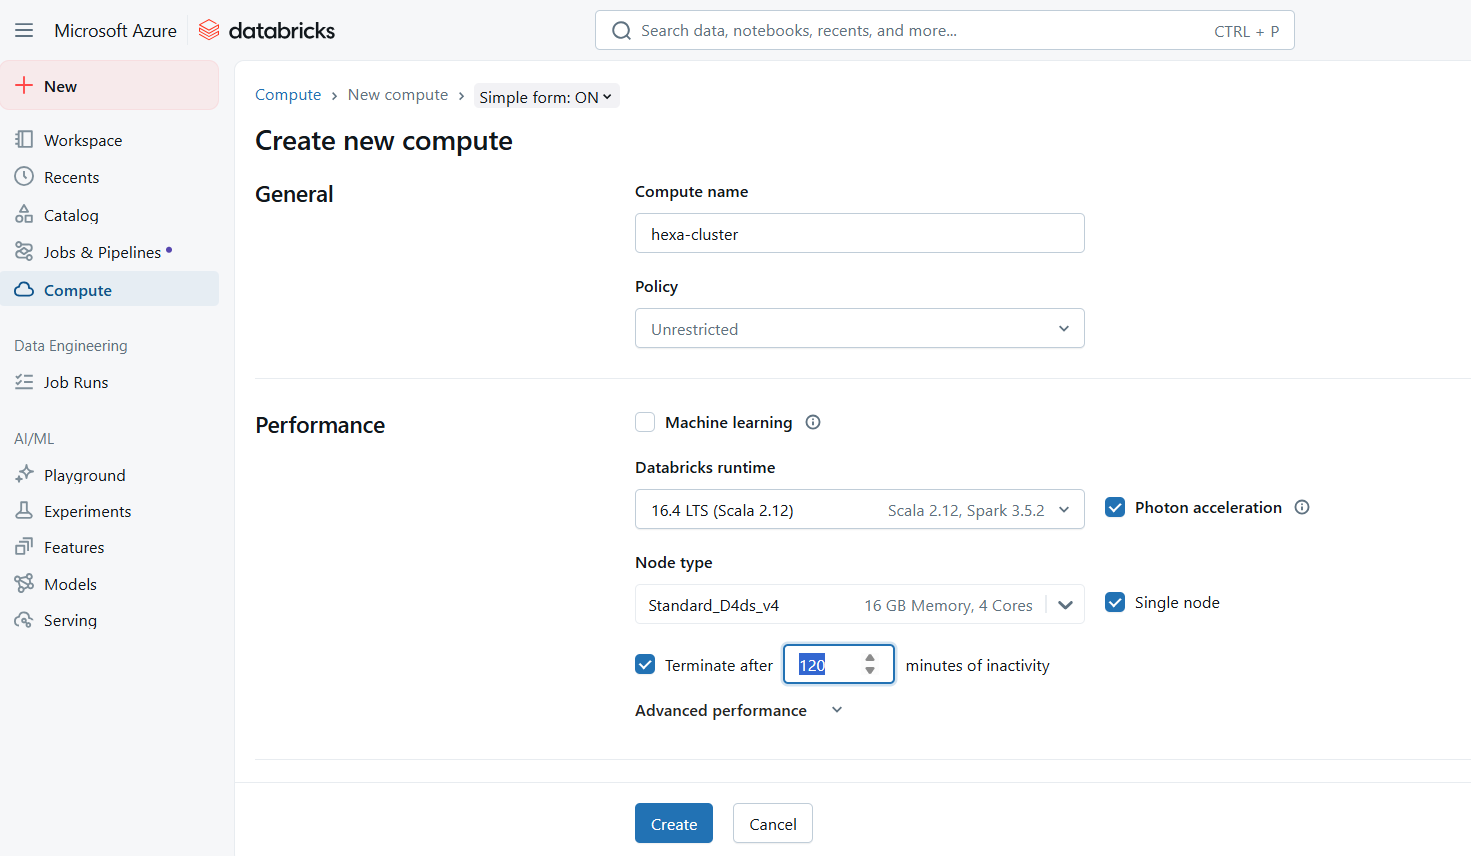 Microsoft Azure databricks
Search data, notebooks, recents, and more... CTRL + P
New
Workspace
Recents
Catalog
Jobs & Pipelines
Compute
Data Engineering
Job Runs
AI/ML
Playground
Experiments
Features
Models
Serving
Compute › New compute › Simple form: ON
Create new compute
General
Compute name
hexa-cluster
Policy
Unrestricted
Performance
Machine learning
Databricks runtime
16.4 LTS (Scala 2.12) Scala 2.12, Spark 3.5.2
Photon acceleration
Node type
Standard_D4ds_v4 16 GB Memory, 4 Cores
Single node
Terminate after 120 minutes of inactivity
Advanced performance
Create Cancel